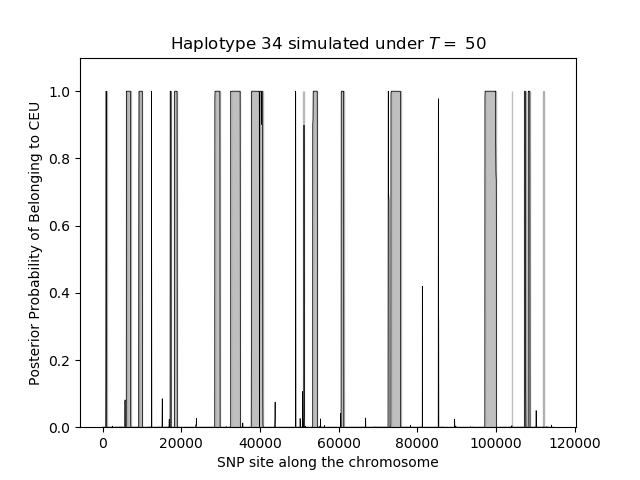 Haplotype 34 simulated under T = 50
Posterior Probability of Belonging to CEU
1.0
0.8
0.6
0.4
0.2
0.0
0 20000 40000 60000 80000 100000 120000
SNP site along the chromosome